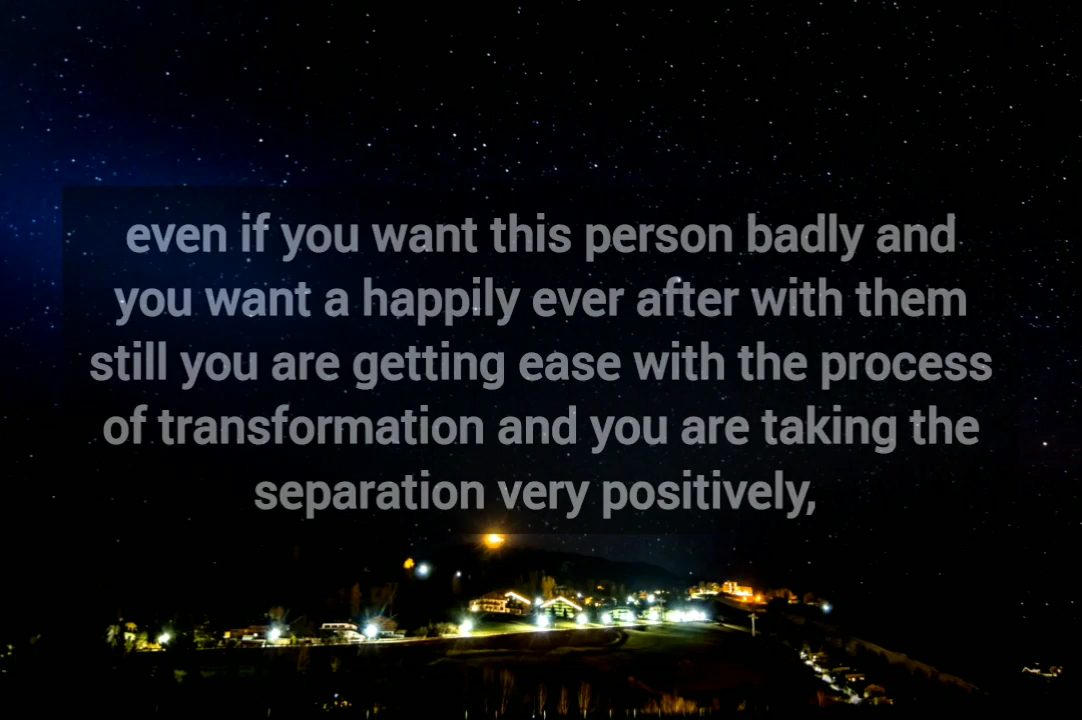 even if you want this person badly and
you want a happily ever after with them
still you are getting ease with the process
of transformation and you are taking the
separation very positively,